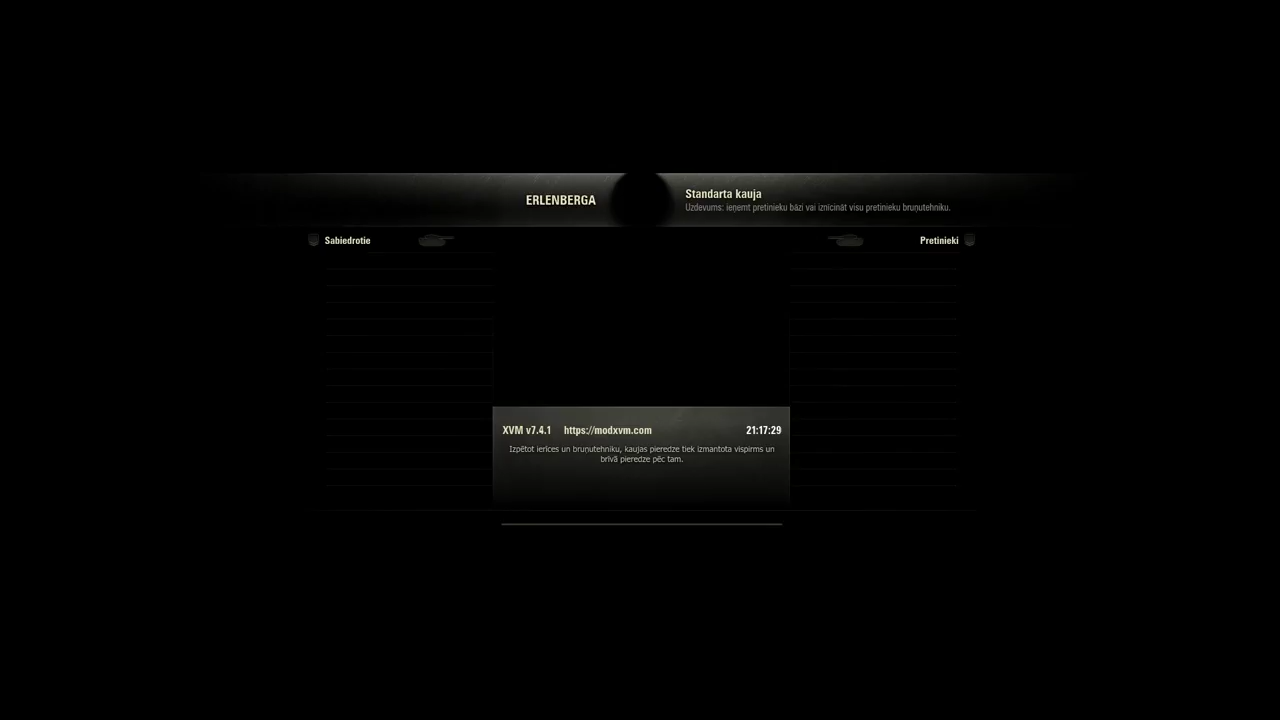 ERLENBERGA
Standarta kauja
Uzdevums: ieņemt pretinieku bāzi vai iznīcināt visu pretinieku bruņutehniku.
Sabiedrotie
Pretinieki
XVM v7.4.1 https://modxvm.com 21:17:29
Izpētot ierīces un bruņutehniku, kaujas pieredze tiek izmantota vispirms un
brīvā pieredze pēc tam.